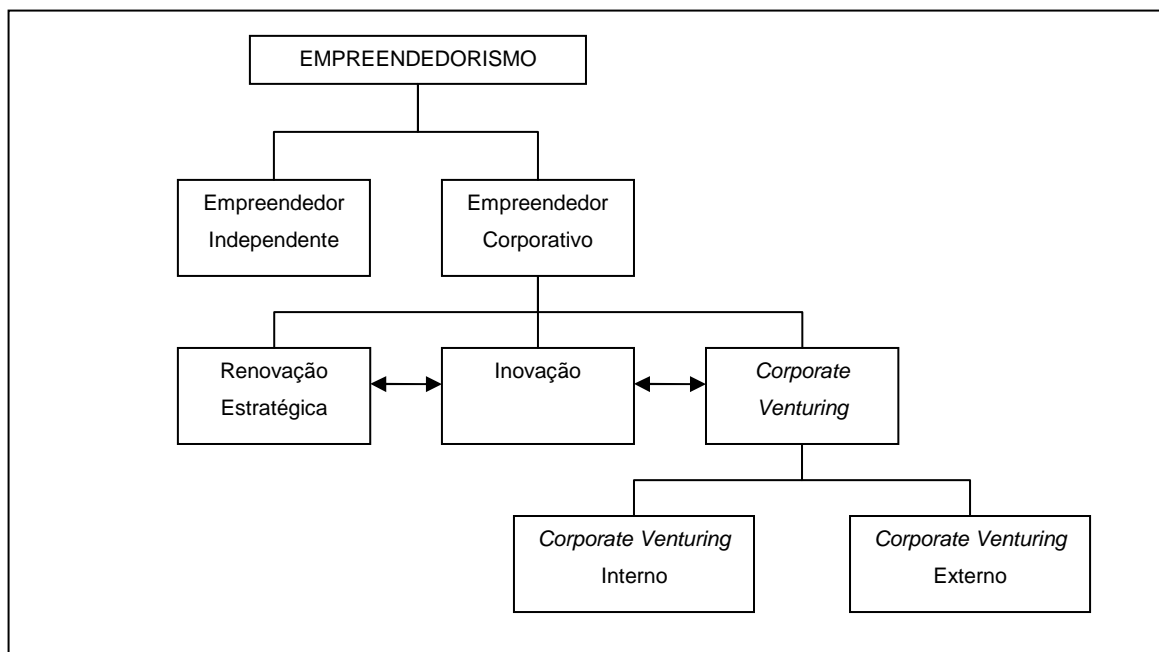 EMPREENDEDORISMO
Empreendedor
Independente
Empreendedor
Corporativo
Renovação
Estratégica
Inovação
Corporate
Venturing
Corporate Venturing
Interno
Corporate Venturing
Externo